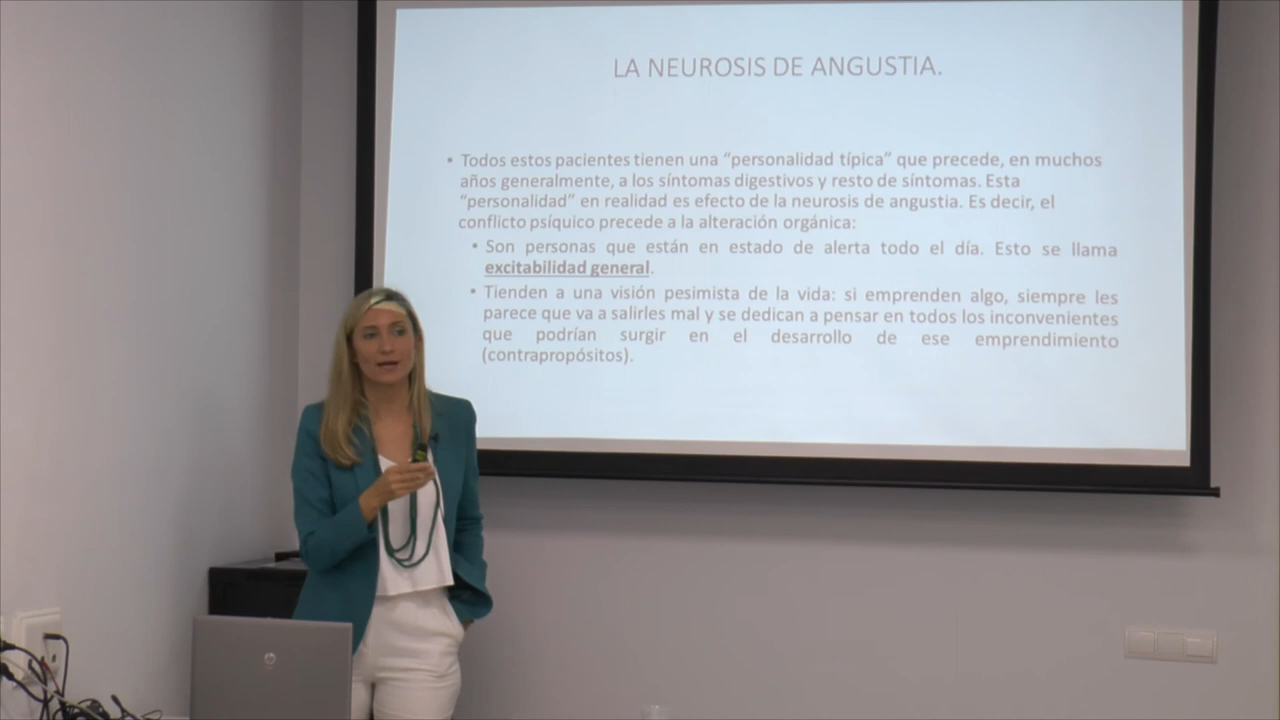 LA NEUROSIS DE ANGUSTIA.
• Todos estos pacientes tienen una “personalidad típica” que precede, en muchos
años generalmente, a los síntomas digestivos y resto de síntomas. Esta
“personalidad” en realidad es efecto de la neurosis de angustia. Es decir, el
conflicto psíquico precede a la alteración orgánica:
• Son personas que están en estado de alerta todo el día. Esto se llama
excitabilidad general.
• Tienden a una visión pesimista de la vida: si emprenden algo, siempre les
parece que va a salirles mal y se dedican a pensar en todos los inconvenientes
que podrían surgir en el desarrollo de ese emprendimiento
(contrapropósitos).
hp